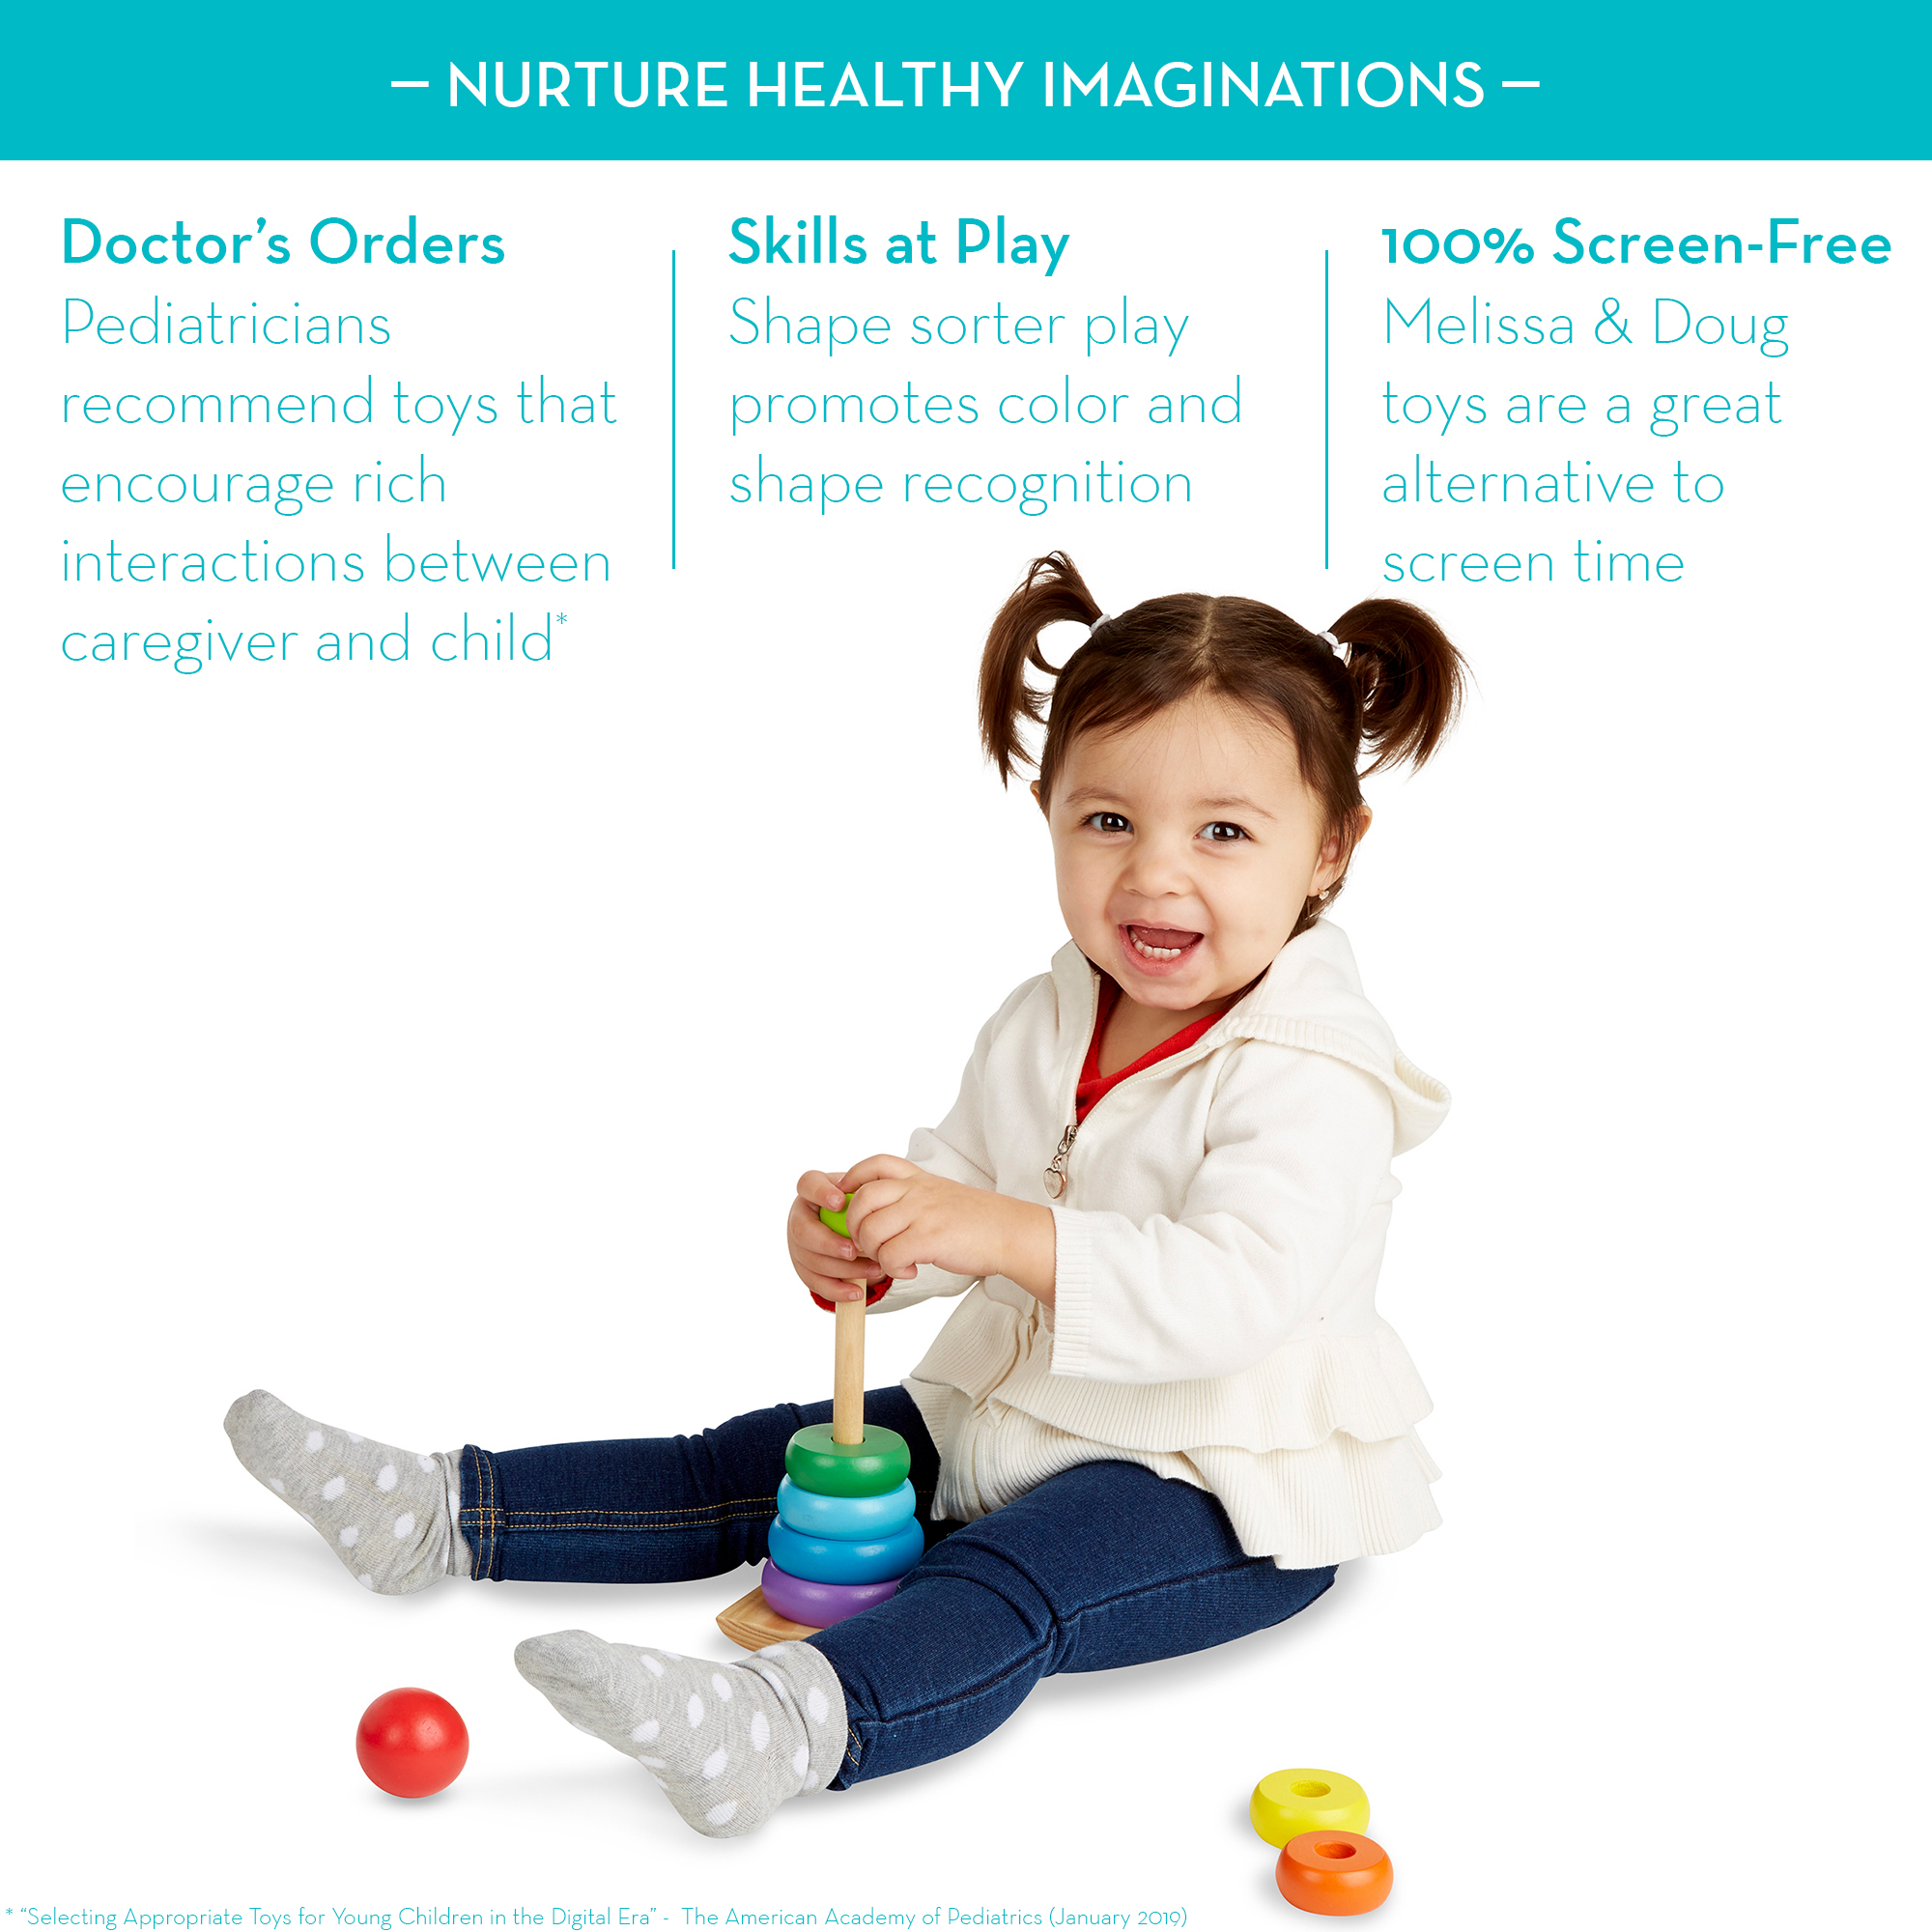 – NURTURE HEALTHY IMAGINATIONS –
Doctor’s Orders
Pediatricians
recommend toys that
encourage rich
interactions between
caregiver and child*
Skills at Play
Shape sorter play
promotes color and
shape recognition
100% Screen-Free
Melissa & Doug
toys are a great
alternative to
screen time
* “Selecting Appropriate Toys for Young Children in the Digital Era” - The American Academy of Pediatrics (January 2019)